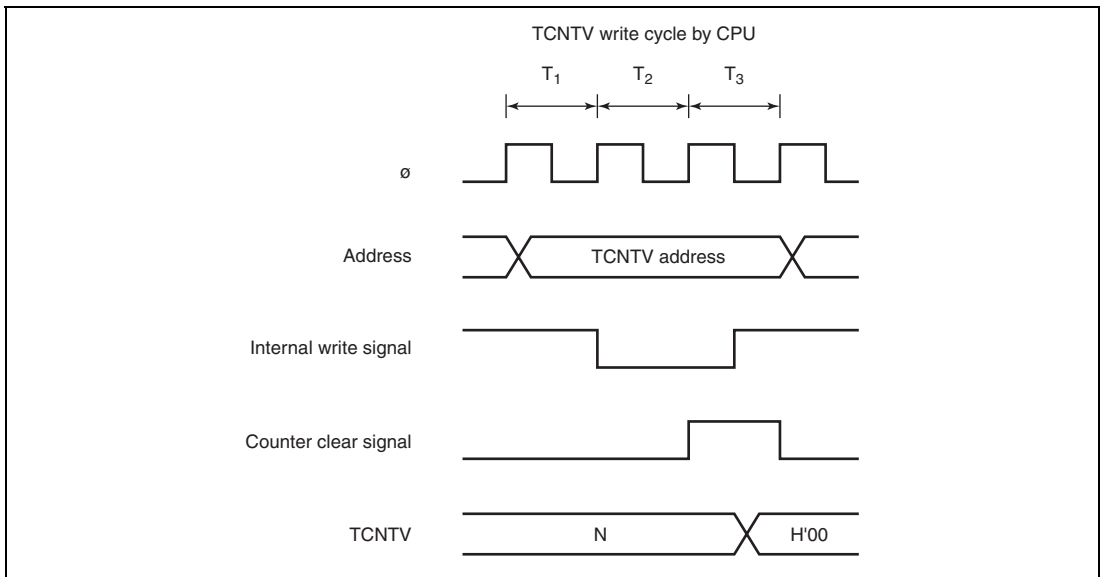 TCNTV write cycle by CPU
T₁ T₂ T₃
ø
Address TCNTV address
Internal write signal
Counter clear signal
TCNTV N H'00